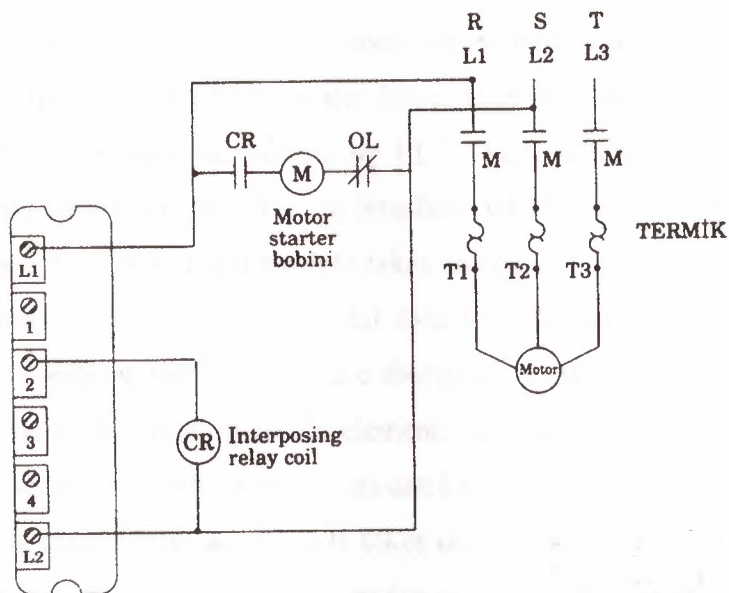 R S T
L1 L2 L3
CR OL
M
M M M
Motor
starter
bobini
TERMİK
T1 T2 T3
Motor
L1
1
2
3
4
L2
CR
Interposing
relay coil